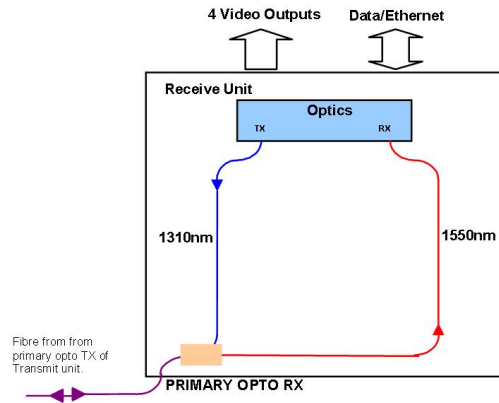 4 Video Outputs
Data/Ethernet
Receive Unit
Optics
TX
RX
1310nm
1550nm
Fibre from from
primary opto TX of
Transmit unit.
PRIMARY OPTO RX